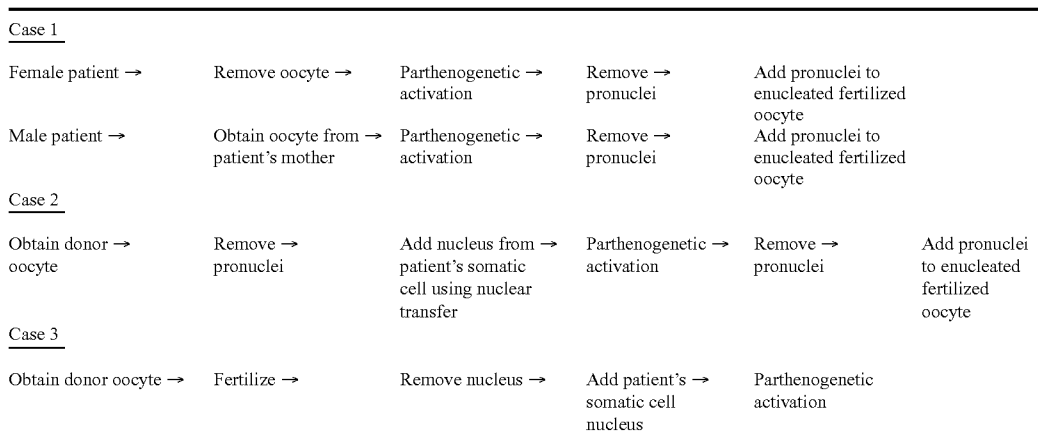 Case 1
Female patient → Remove oocyte → Parthenogenetic → Remove → Add pronuclei to
activation pronuclei enucleated fertilized
oocyte
Male patient → Obtain oocyte from → Parthenogenetic → Remove → Add pronuclei to
patient's mother activation pronuclei enucleated fertilized
oocyte
Case 2
Obtain donor → Remove → Add nucleus from → Parthenogenetic → Remove → Add pronuclei
oocyte pronuclei patient's somatic activation pronuclei to enucleated
cell using nuclear fertilized
transfer oocyte
Case 3
Obtain donor oocyte → Fertilize → Remove nucleus → Add patient's → Parthenogenetic
somatic cell activation
nucleus